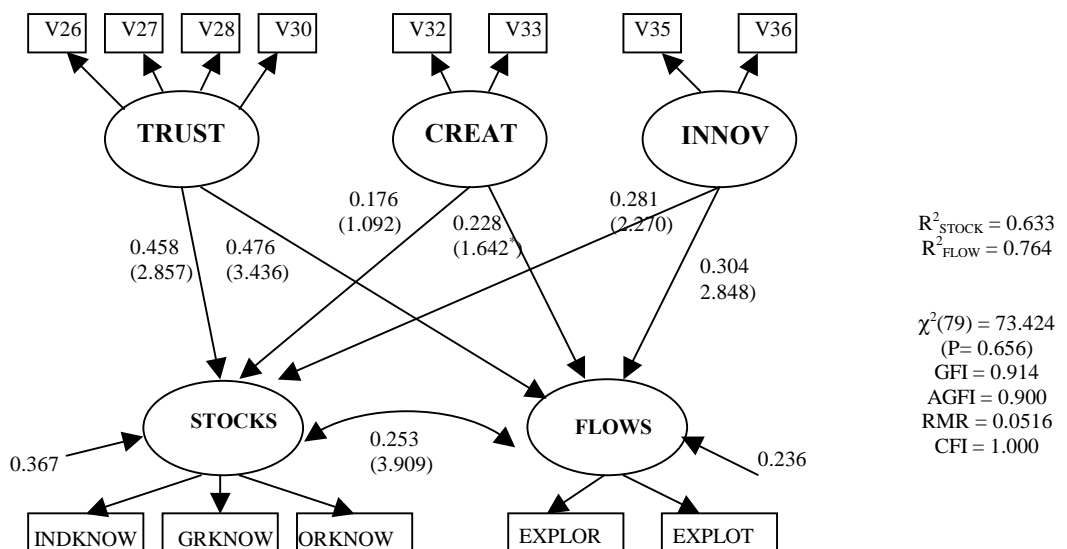 V26 V27 V28 V30 V32 V33 V35 V36
TRUST CREAT INNOV
0.176
(1.092)
0.281
(2.270)
0.228
(1.642*)
0.458
(2.857)
0.476
(3.436)
0.304
2.848)
R²STOCK = 0.633
R²FLOW = 0.764
χ²(79) = 73.424
(P= 0.656)
GFI = 0.914
AGFI = 0.900
RMR = 0.0516
CFI = 1.000
STOCKS FLOWS
0.253
(3.909)
0.367
0.236
INDKNOW GRKNOW ORKNOW EXPLOR EXPLOT